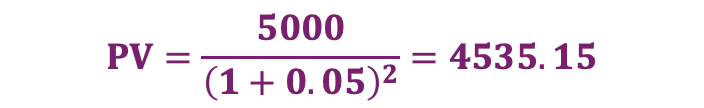 PV = 5000 / (1 + 0.05)² = 4535.15